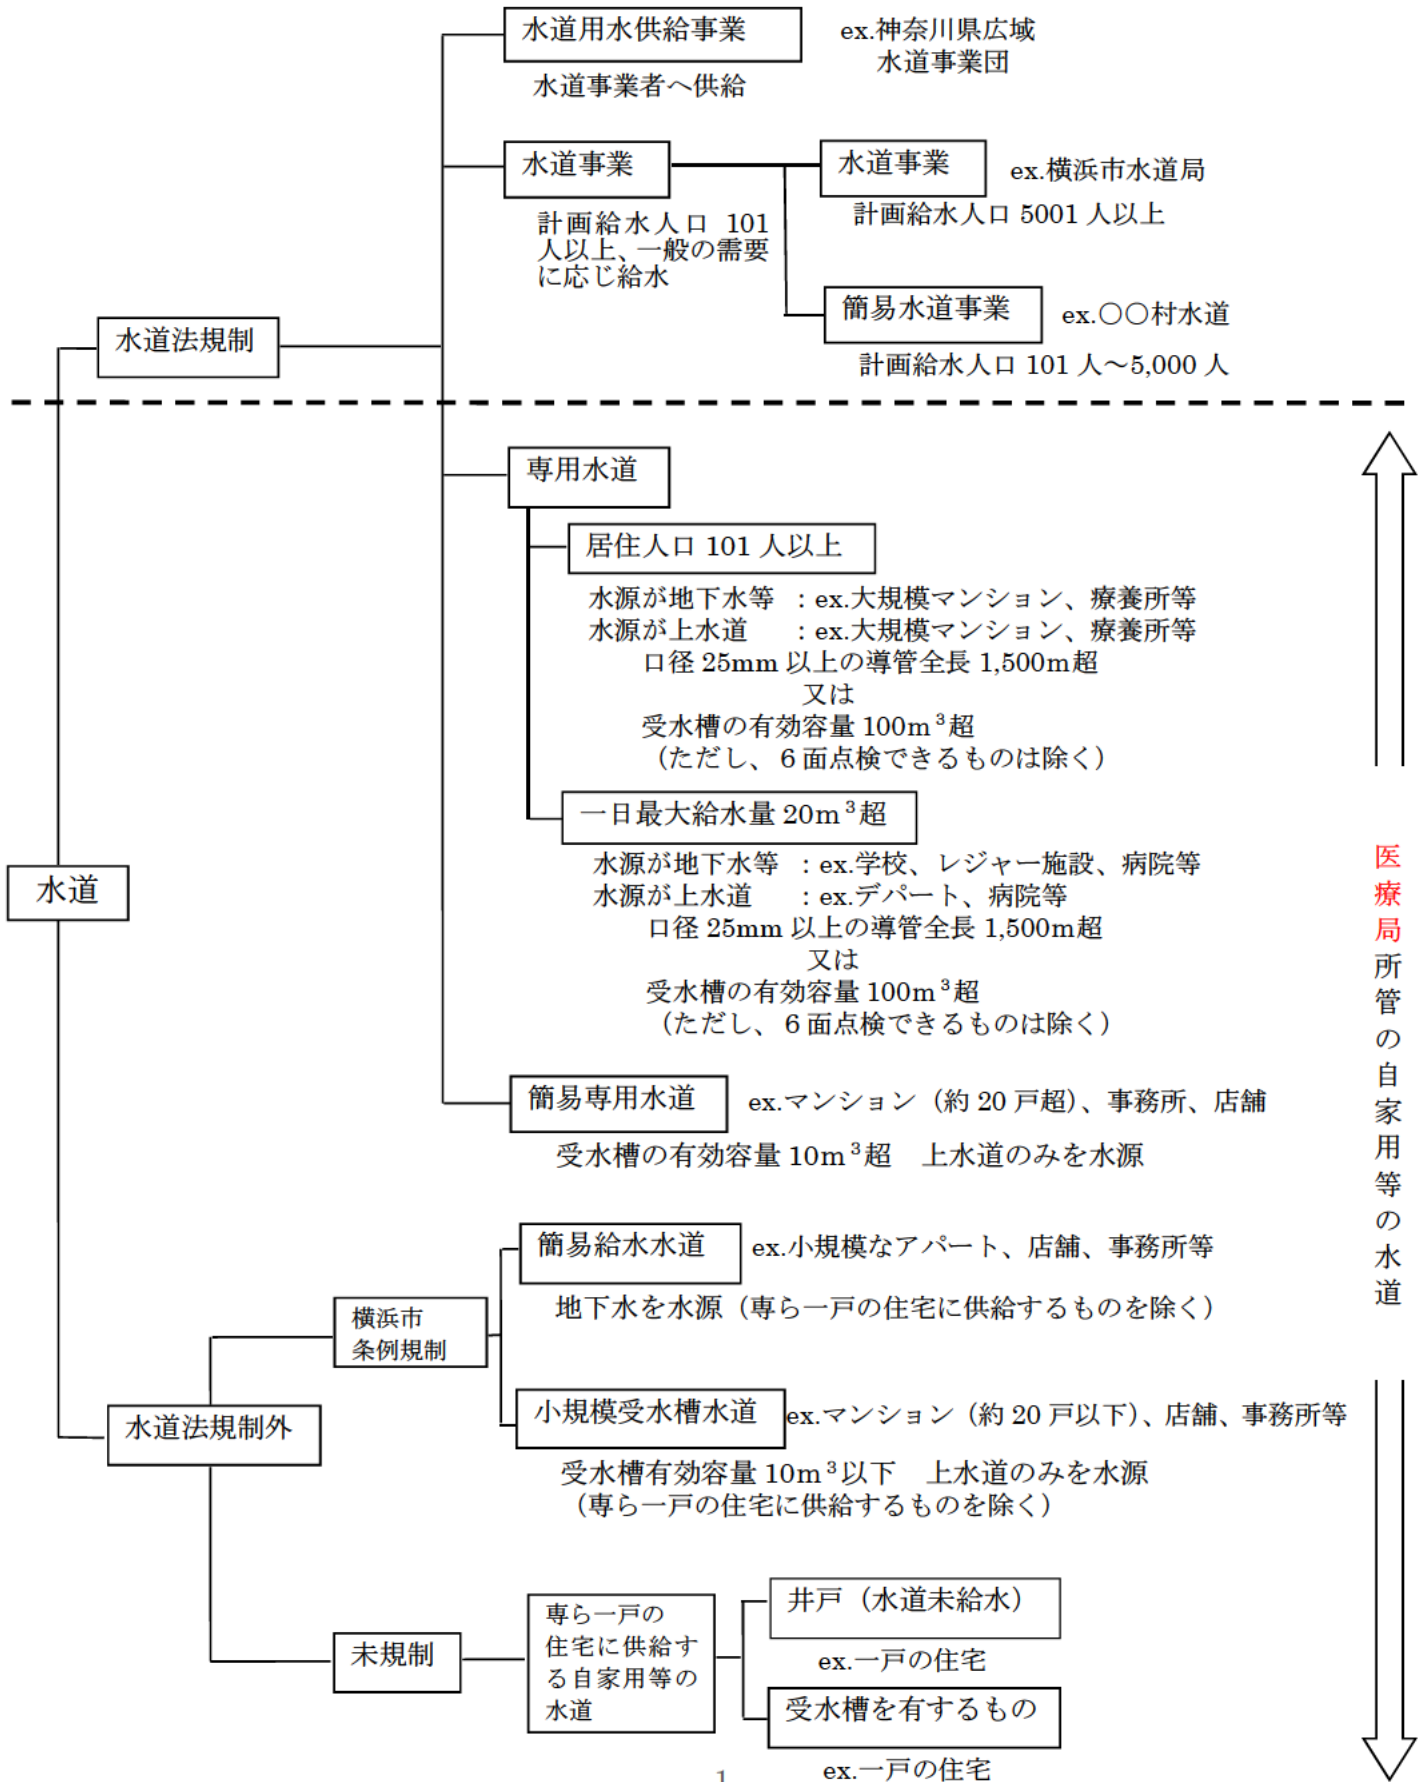 水道用水供給事業
ex.神奈川県広域
水道事業団
水道事業者へ供給
水道事業
計画給水人口 101
人以上、一般の需要
に応じ給水
水道事業
ex.横浜市水道局
計画給水人口 5001 人以上
簡易水道事業
ex.〇〇村水道
計画給水人口 101 人～5,000 人
水道法規制
専用水道
居住人口 101 人以上
水源が地下水等 ：ex.大規模マンション、療養所等
水源が上水道 ：ex.大規模マンション、療養所等
口径 25mm 以上の導管全長 1,500m超
又は
受水槽の有効容量 100m³超
（ただし、６面点検できるものは除く）
一日最大給水量 20m³超
水源が地下水等 ：ex.学校、レジャー施設、病院等
水源が上水道 ：ex.デパート、病院等
口径 25mm 以上の導管全長 1,500m超
又は
受水槽の有効容量 100m³超
（ただし、６面点検できるものは除く）
水道
医療局所管の自家用等の水道
簡易専用水道
ex.マンション（約 20 戸超）、事務所、店舗
受水槽の有効容量 10m³超　上水道のみを水源
簡易給水水道
ex.小規模なアパート、店舗、事務所等
地下水を水源（専ら一戸の住宅に供給するものを除く）
横浜市
条例規制
小規模受水槽水道
ex.マンション（約 20 戸以下）、店舗、事務所等
受水槽有効容量 10m³以下　上水道のみを水源
（専ら一戸の住宅に供給するものを除く）
水道法規制外
未規制
専ら一戸の
住宅に供給す
る自家用等の
水道
井戸（水道未給水）
ex.一戸の住宅
受水槽を有するもの
ex.一戸の住宅
1